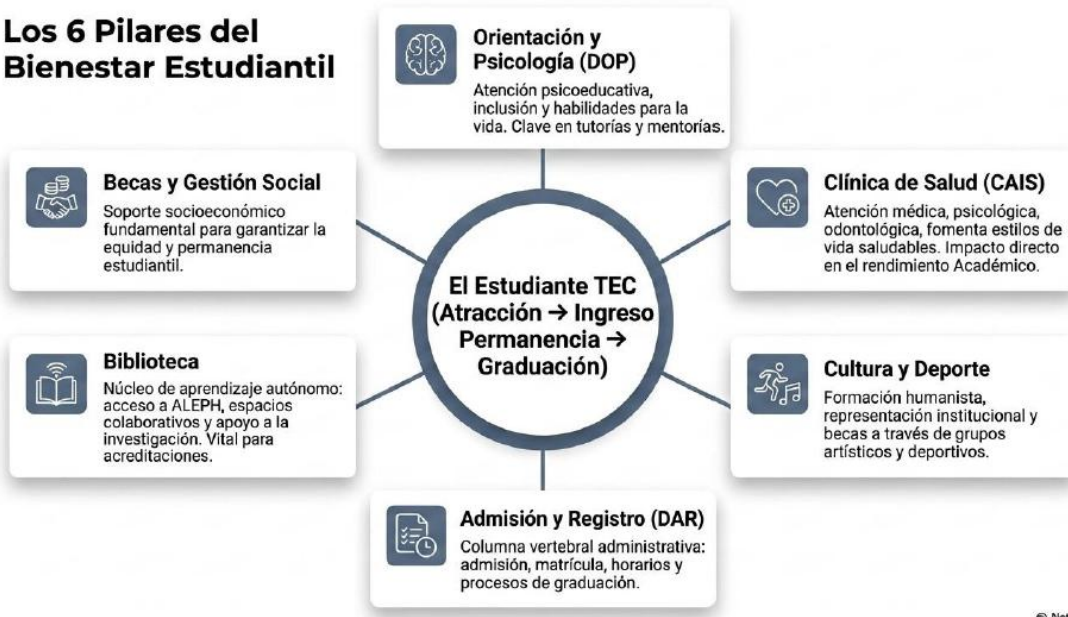 Los 6 Pilares del
Bienestar Estudiantil
Orientación y
Psicología (DOP)
Atención psicoeducativa,
inclusión y habilidades para la
vida. Clave en tutorías y mentorías.
Becas y Gestión Social
Soporte socioeconómico
fundamental para garantizar la
equidad y permanencia
estudiantil.
Clínica de Salud (CAIS)
Atención médica, psicológica,
odontológica, fomenta estilos de
vida saludables. Impacto directo
en el rendimiento Académico.
El Estudiante TEC
(Atracción → Ingreso
Permanencia →
Graduación)
Biblioteca
Núcleo de aprendizaje autónomo:
acceso a ALEPH, espacios
colaborativos y apoyo a la
investigación. Vital para
acreditaciones.
Cultura y Deporte
Formación humanista,
representación institucional y
becas a través de grupos
artísticos y deportivos.
Admisión y Registro (DAR)
Columna vertebral administrativa:
admisión, matrícula, horarios y
procesos de graduación.